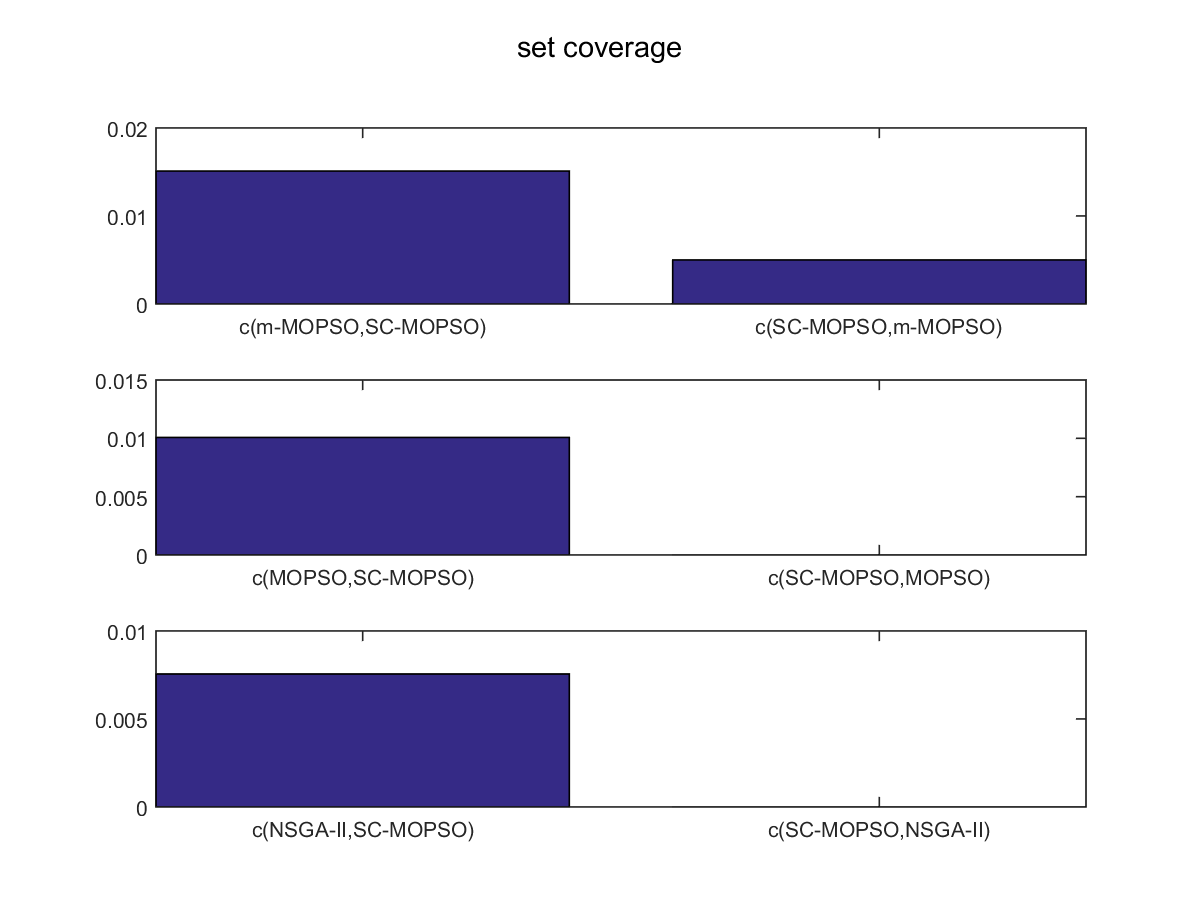 set coverage
0.02
0.01
0
c(m-MOPSO,SC-MOPSO) c(SC-MOPSO,m-MOPSO)
0.015
0.01
0.005
0
c(MOPSO,SC-MOPSO) c(SC-MOPSO,MOPSO)
0.01
0.005
0
c(NSGA-II,SC-MOPSO) c(SC-MOPSO,NSGA-II)